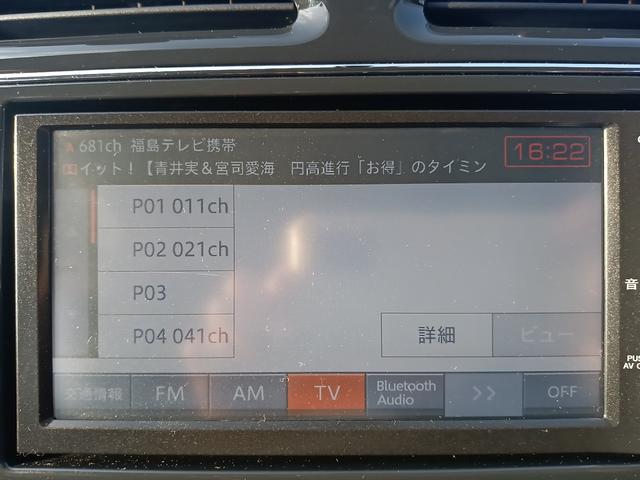 681ch 福島テレビ携帯
16:22
イット！【青井実＆宮司愛海 円高進行「お得」のタイミン
P01 011ch
P02 021ch
P03
P04 041ch
詳細 ビュー
交通情報 FM AM TV Bluetooth Audio >> OFF
音
PUS
AV